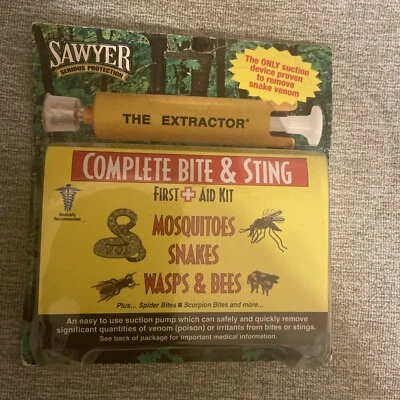 SAWYER
SERIOUS PROTECTION
The ONLY suction
device proven
to remove
snake venom
THE EXTRACTOR®
COMPLETE BITE & STING
FIRST AID KIT
Medically
Recommended
MOSQUITOES
SNAKES
WASPS & BEES
Plus... Spider Bites ■ Scorpion Bites and more...
An easy to use suction pump which can safely and quickly remove
significant quantities of venom (poison) or irritants from bites or stings.
See back of package for important medical information.